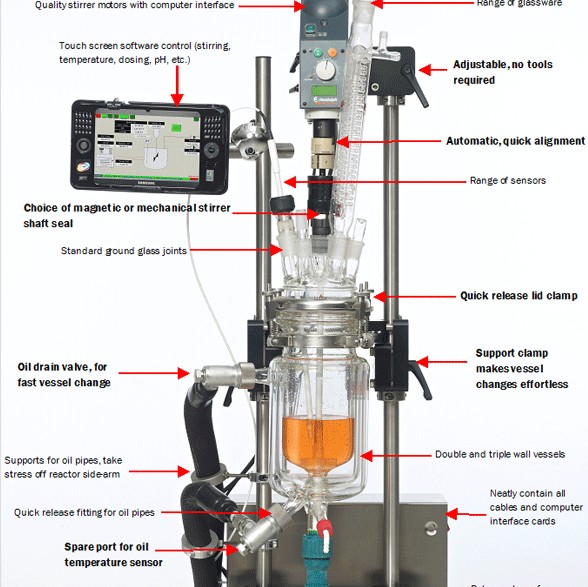 Quality stirrer motors with computer interface
Range of glassware
Touch screen software control (stirring,
temperature, dosing, pH, etc.)
Adjustable, no tools
required
Automatic, quick alignment
Range of sensors
SAMSUNG
Choice of magnetic or mechanical stirrer
shaft seal
Standard ground glass joints
Quick release lid clamp
Oil drain valve, for
fast vessel change
Support clamp
makes vessel
changes effortless
Supports for oil pipes, take
stress off reactor side-arm
Double and triple wall vessels
Neatly contain all
cables and computer
interface cards
Quick release fitting for oil pipes
Spare port for oil
temperature sensor